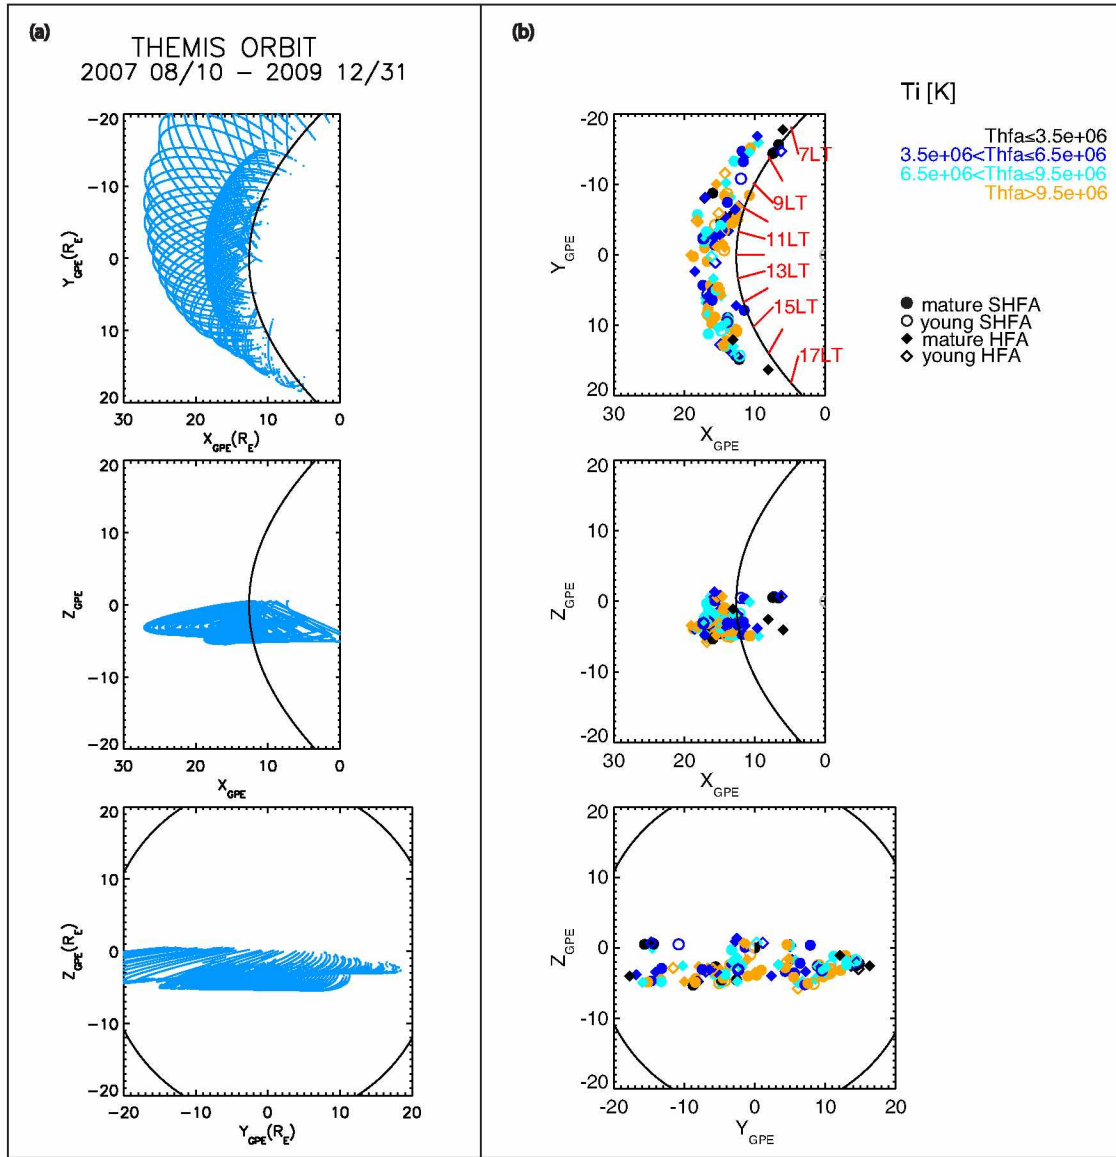 (a)
THEMIS ORBIT
2007 08/10 – 2009 12/31
-20
-10
0
10
20
Y_GPE(R_E)
30 20 10 0
X_GPE(R_E)
20
10
0
-10
-20
Z_GPE
30 20 10 0
X_GPE
20
10
0
-10
-20
Z_GPE(R_E)
-20 -10 0 10 20
Y_GPE(R_E)
(b)
Ti [K]
Thfa≤3.5e+06
3.5e+06<Thfa≤6.5e+06
6.5e+06<Thfa≤9.5e+06
Thfa>9.5e+06
mature SHFA
young SHFA
mature HFA
young HFA
-20
-10
0
10
20
Y_GPE
7LT
9LT
11LT
13LT
15LT
17LT
30 20 10 0
X_GPE
20
10
0
-10
-20
Z_GPE
30 20 10 0
X_GPE
20
10
0
-10
-20
Z_GPE
-20 -10 0 10 20
Y_GPE